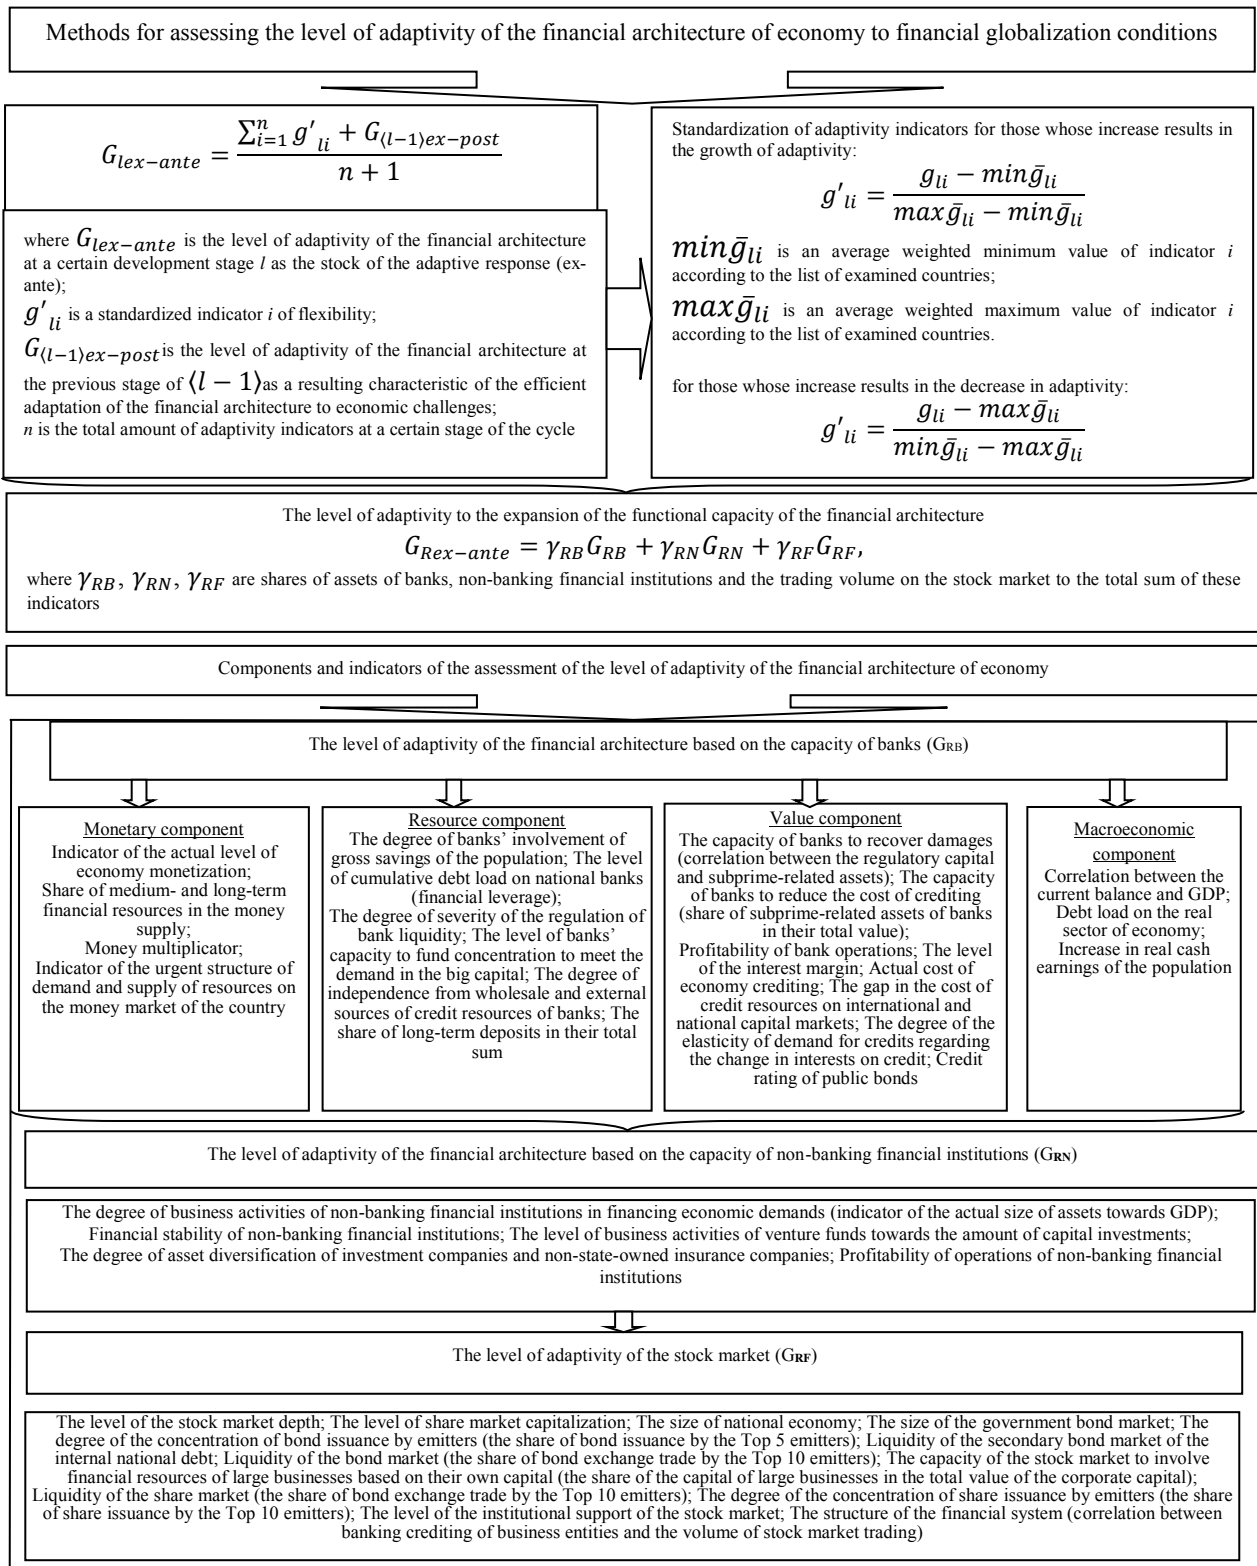 Methods for assessing the level of adaptivity of the financial architecture of economy to financial globalization conditions
G_{lex−ante} = \frac{\sum_{i=1}^{n} g'_{li} + G_{⟨l−1⟩ex−post}}{n + 1}
where G_{lex−ante} is the level of adaptivity of the financial architecture
at a certain development stage l as the stock of the adaptive response (ex-
ante);
g'_{li} is a standardized indicator i of flexibility;
G_{⟨l−1⟩ex−post} is the level of adaptivity of the financial architecture at
the previous stage of ⟨l − 1⟩ as a resulting characteristic of the efficient
adaptation of the financial architecture to economic challenges;
n is the total amount of adaptivity indicators at a certain stage of the cycle
Standardization of adaptivity indicators for those whose increase results in
the growth of adaptivity:
g'_{li} = \frac{g_{li} − min\bar{g}_{li}}{max\bar{g}_{li} − min\bar{g}_{li}}
min\bar{g}_{li} is an average weighted minimum value of indicator i
according to the list of examined countries;
max\bar{g}_{li} is an average weighted maximum value of indicator i
according to the list of examined countries.
for those whose increase results in the decrease in adaptivity:
g'_{li} = \frac{g_{li} − max\bar{g}_{li}}{min\bar{g}_{li} − max\bar{g}_{li}}
The level of adaptivity to the expansion of the functional capacity of the financial architecture
G_{Rex−ante} = γ_{RB}G_{RB} + γ_{RN}G_{RN} + γ_{RF}G_{RF},
where γ_{RB}, γ_{RN}, γ_{RF} are shares of assets of banks, non-banking financial institutions and the trading volume on the stock market to the total sum of these
indicators
Components and indicators of the assessment of the level of adaptivity of the financial architecture of economy
The level of adaptivity of the financial architecture based on the capacity of banks (G_{RB})
Monetary component
Indicator of the actual level of
economy monetization;
Share of medium- and long-term
financial resources in the money
supply;
Money multiplicator;
Indicator of the urgent structure of
demand and supply of resources on
the money market of the country
Resource component
The degree of banks’ involvement of
gross savings of the population; The level
of cumulative debt load on national banks
(financial leverage);
The degree of severity of the regulation of
bank liquidity; The level of banks’
capacity to fund concentration to meet the
demand in the big capital; The degree of
independence from wholesale and external
sources of credit resources of banks; The
share of long-term deposits in their total
sum
Value component
The capacity of banks to recover damages
(correlation between the regulatory capital
and subprime-related assets); The capacity
of banks to reduce the cost of crediting
(share of subprime-related assets of banks
in their total value);
Profitability of bank operations; The level
of the interest margin; Actual cost of
economy crediting; The gap in the cost of
credit resources on international and
national capital markets; The degree of the
elasticity of demand for credits regarding
the change in interests on credit; Credit
rating of public bonds
Macroeconomic
component
Correlation between the
current balance and GDP;
Debt load on the real
sector of economy;
Increase in real cash
earnings of the population
The level of adaptivity of the financial architecture based on the capacity of non-banking financial institutions (G_{RN})
The degree of business activities of non-banking financial institutions in financing economic demands (indicator of the actual size of assets towards GDP);
Financial stability of non-banking financial institutions; The level of business activities of venture funds towards the amount of capital investments;
The degree of asset diversification of investment companies and non-state-owned insurance companies; Profitability of operations of non-banking financial
institutions
The level of adaptivity of the stock market (G_{RF})
The level of the stock market depth; The level of share market capitalization; The size of national economy; The size of the government bond market; The
degree of the concentration of bond issuance by emitters (the share of bond issuance by the Top 5 emitters); Liquidity of the secondary bond market of the
internal national debt; Liquidity of the bond market (the share of bond exchange trade by the Top 10 emitters); The capacity of the stock market to involve
financial resources of large businesses based on their own capital (the share of the capital of large businesses in the total value of the corporate capital);
Liquidity of the share market (the share of bond exchange trade by the Top 10 emitters); The degree of the concentration of share issuance by emitters (the share
of share issuance by the Top 10 emitters); The level of the institutional support of the stock market; The structure of the financial system (correlation between
banking crediting of business entities and the volume of stock market trading)